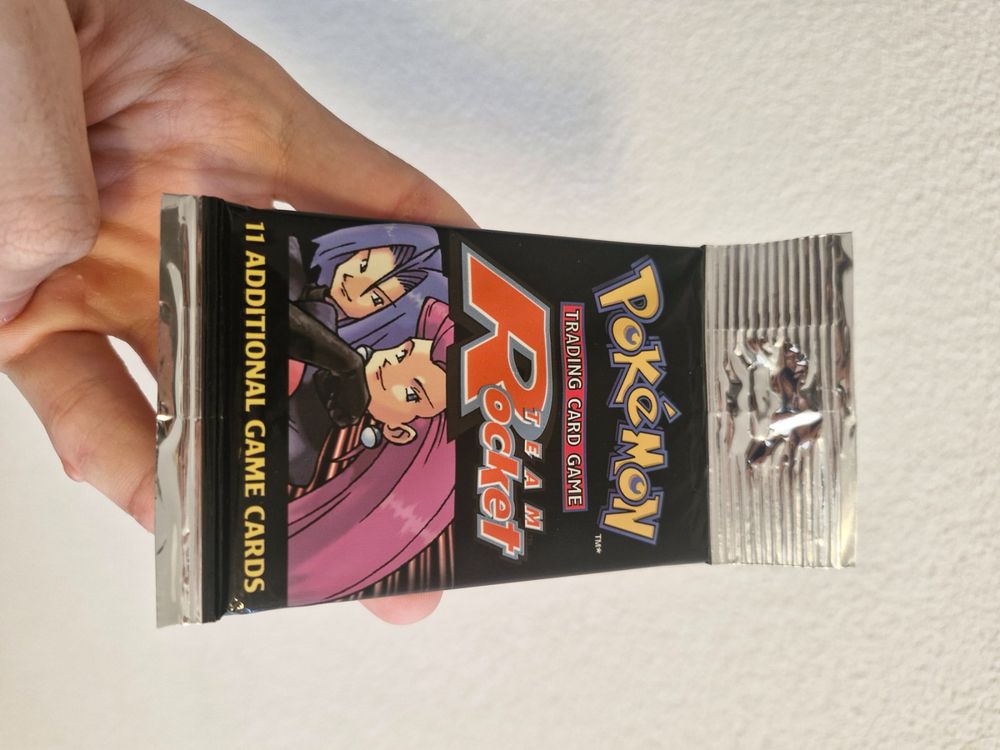 POKéMON
TM*
TRADING CARD GAME
TEAM
Rocket
11 ADDITIONAL GAME CARDS